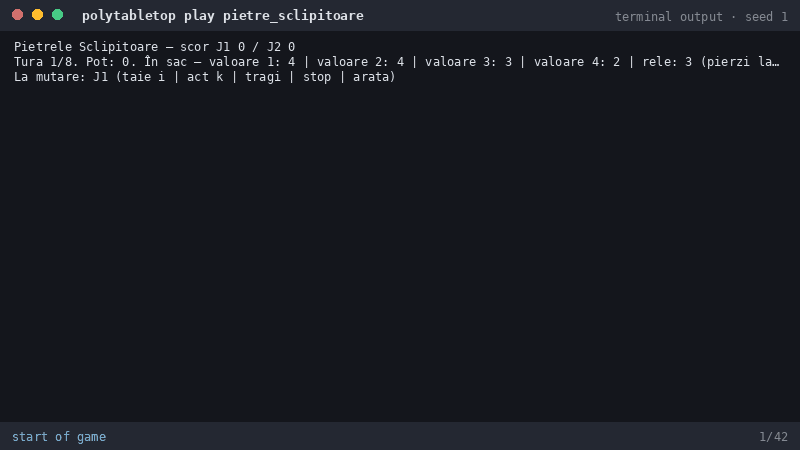 polytabletop play pietre_sclipitoare
terminal output · seed 1
Pietrele Sclipitoare — scor J1 0 / J2 0
Tura 1/8. Pot: 0. În sac — valoare 1: 4 | valoare 2: 4 | valoare 3: 3 | valoare 4: 2 | rele: 3 (pierzi la…
La mutare: J1 (taie i | act k | tragi | stop | arata)
start of game
1/42